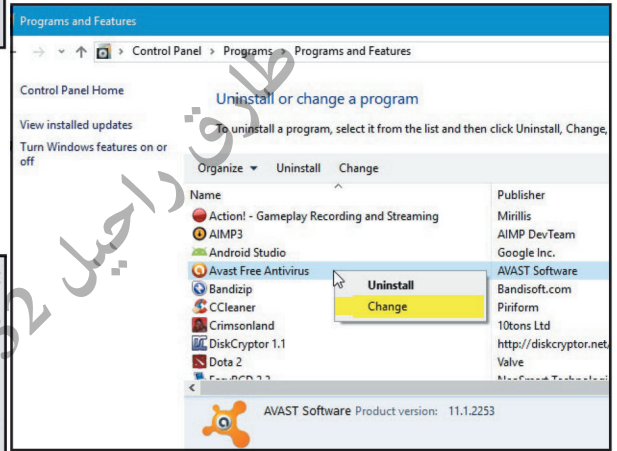 Programs and Features
Control Panel > Programs > Programs and Features
Control Panel Home
View installed updates
Turn Windows features on or
off
Uninstall or change a program
To uninstall a program, select it from the list and then click Uninstall, Change,
Organize Uninstall Change
Name Publisher
Action! - Gameplay Recording and Streaming Mirillis
AIMP3 AIMP DevTeam
Android Studio Google Inc.
Avast Free Antivirus AVAST Software
Uninstall
Bandizip Bandisoft.com
Change
CCleaner Piriform
Crimsonland 10tons Ltd
DiskCryptor 1.1 http://diskcryptor.net/
Dota 2 Valve
AVAST Software Product version: 11.1.2253
طارق راحيل